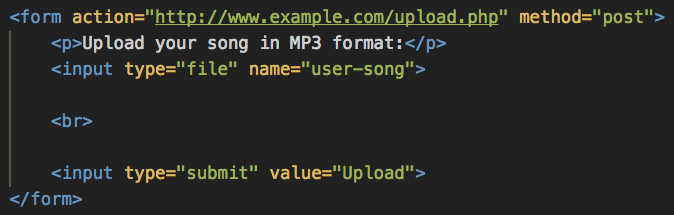 <form action="http://www.example.com/upload.php" method="post">
<p>Upload your song in MP3 format:</p>
<input type="file" name="user-song">
<br>
<input type="submit" value="Upload">
</form>